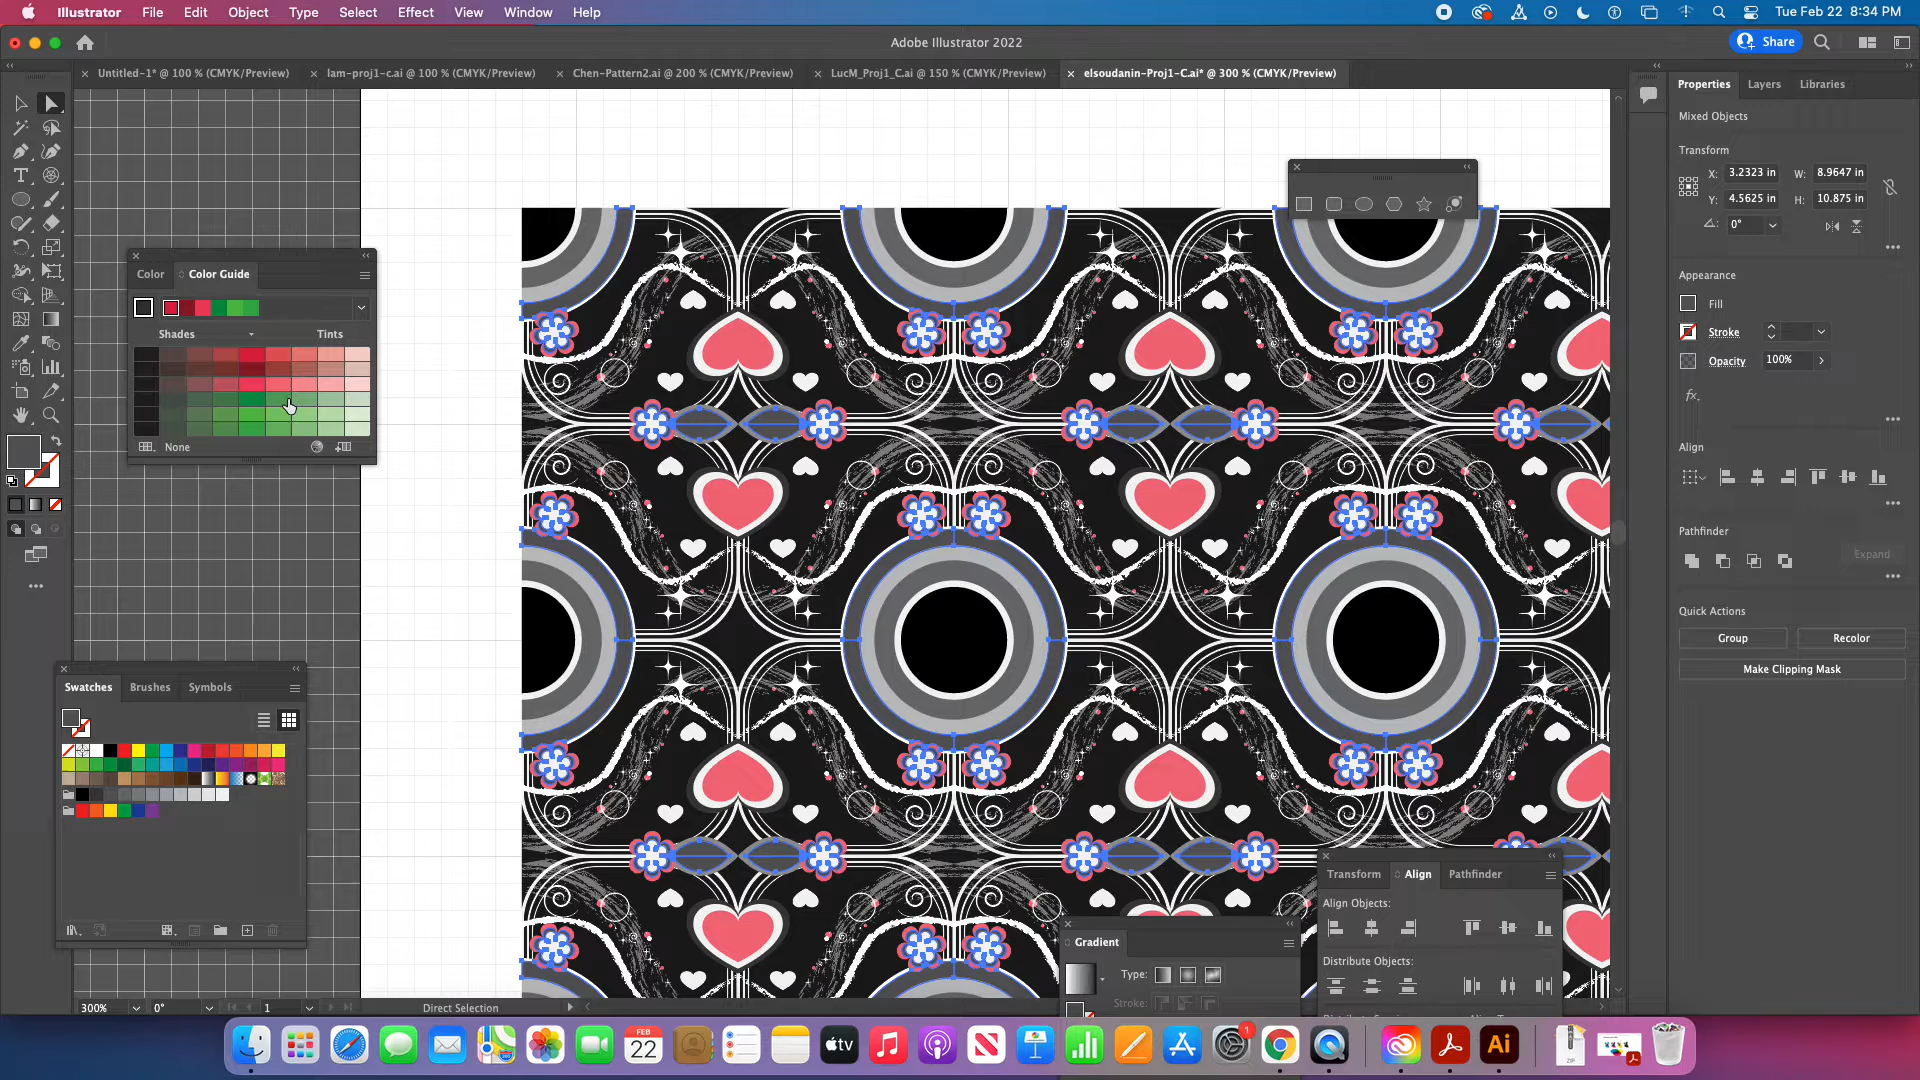 Illustrator File Edit Object Type Select Effect View Window Help
Tue Feb 22 8:34 PM
Adobe Illustrator 2022
Share
Untitled-1* @ 100 % (CMYK/Preview)
lam-proj1-c.ai @ 100 % (CMYK/Preview)
Chen-Pattern2.ai @ 200 % (CMYK/Preview)
LucM_Proj1_C.ai @ 150 % (CMYK/Preview)
elsoudanin-Proj1-C.ai* @ 300 % (CMYK/Preview)
Properties Layers Libraries
Mixed Objects
Transform
X: 3.2323 in W: 8.9647 in
Y: 4.5625 in H: 10.875 in
0°
Appearance
Fill
Stroke
Opacity 100%
fx.
Align
Pathfinder
Expand
Quick Actions
Group Recolor
Make Clipping Mask
Color Color Guide
Shades Tints
None
Swatches Brushes Symbols
Transform Align Pathfinder
Align Objects:
Distribute Objects:
Gradient
Type:
Stroke:
300% 0° 1 Direct Selection
FEB
22
tv
1
ZIP
Ai